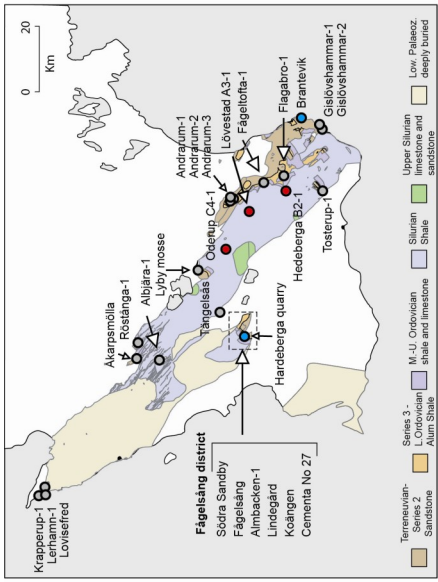 20
0
Km
Krapperup-1
Lerhamn-1
Lovisefred
Åkarpsmölla
Röstånga-1
Albjära-1
Lyby mosse
Tängelsås
Oderup C4-1
Andrarum-1
Andrarum-2
Andrarum-3
Lövestad A3-1
Fågeltofta-1
Flagabro-1
Brantevik
Gislövshammar-1
Gislövshammar-2
Hedeberga B2-1
Tosterup-1
Hardeberga quarry
Fågelsång district
Södra Sandby
Fågelsång
Almbacken-1
Lindegård
Koängen
Cementa No 27
Terreneuvian-
Series 2
Sandstone
Series 3 -
L.Ordovician
Alum Shale
M.-U. Ordovician
shale and limestone
Silurian
Shale
Upper Silurian
limestone and
sandstone
Low. Palaeoz.
deeply buried